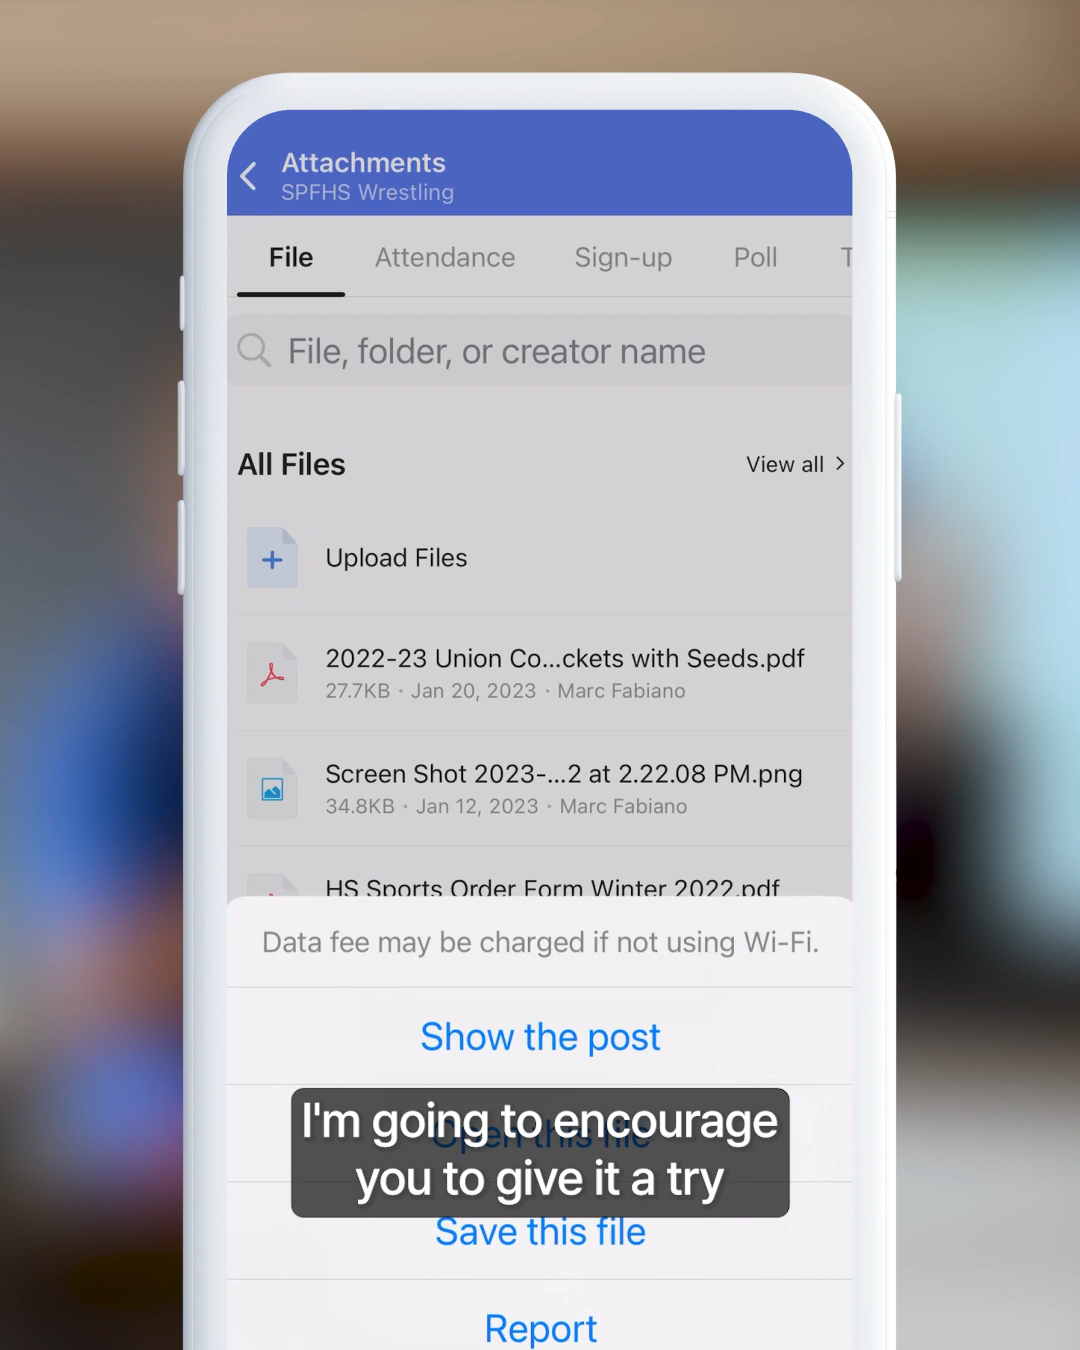 Attachments
SPFHS Wrestling
File Attendance Sign-up Poll T
File, folder, or creator name
All Files View all
Upload Files
2022-23 Union Co...ckets with Seeds.pdf
27.7KB · Jan 20, 2023 · Marc Fabiano
Screen Shot 2023-...2 at 2.22.08 PM.png
34.8KB · Jan 12, 2023 · Marc Fabiano
HS Sports Order Form Winter 2022.pdf
Data fee may be charged if not using Wi-Fi.
Show the post
Open this file
I'm going to encourage
you to give it a try
Save this file
Report